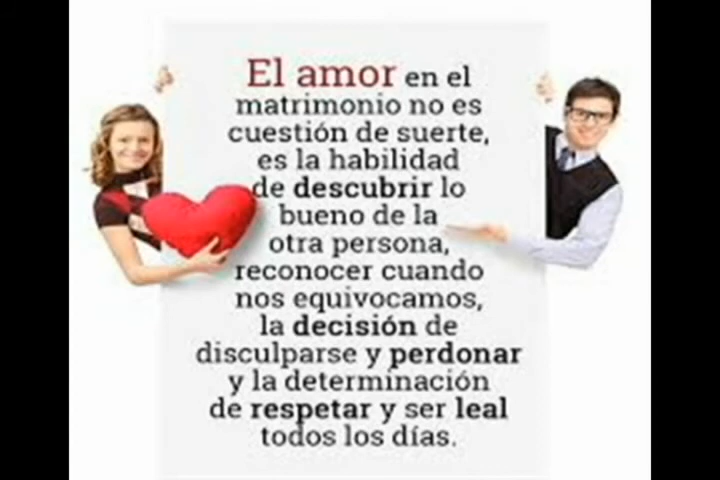 El amor en el
matrimonio no es
cuestión de suerte,
es la habilidad
de descubrir lo
bueno de la
otra persona,
reconocer cuando
nos equivocamos,
la decisión de
disculparse y perdonar
y la determinación
de respetar y ser leal
todos los días.